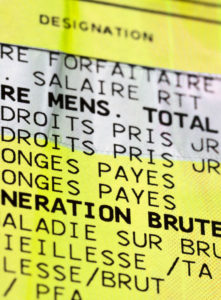 DESIGNATION
RE FORFAITAIRE
. SALAIRE RTT
RE MENS. TOTAL
DROITS PRIS JR
DROITS PRIS JR
ONGES PAYES
ONGES PAYES
NERATION BRUTE
ALADIE SUR BRU
IEILLESSE /TA
LESSE/BRUT
/ PFA